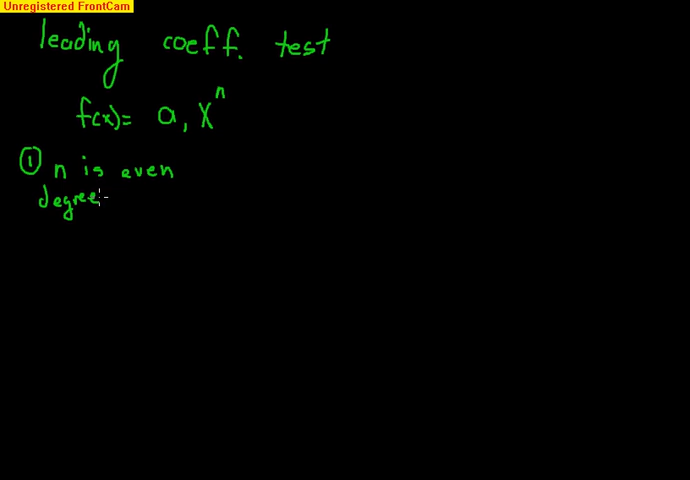 Unregistered FrontCam
leading coeff. test
f(x)= a, x^n
① n is even
degree